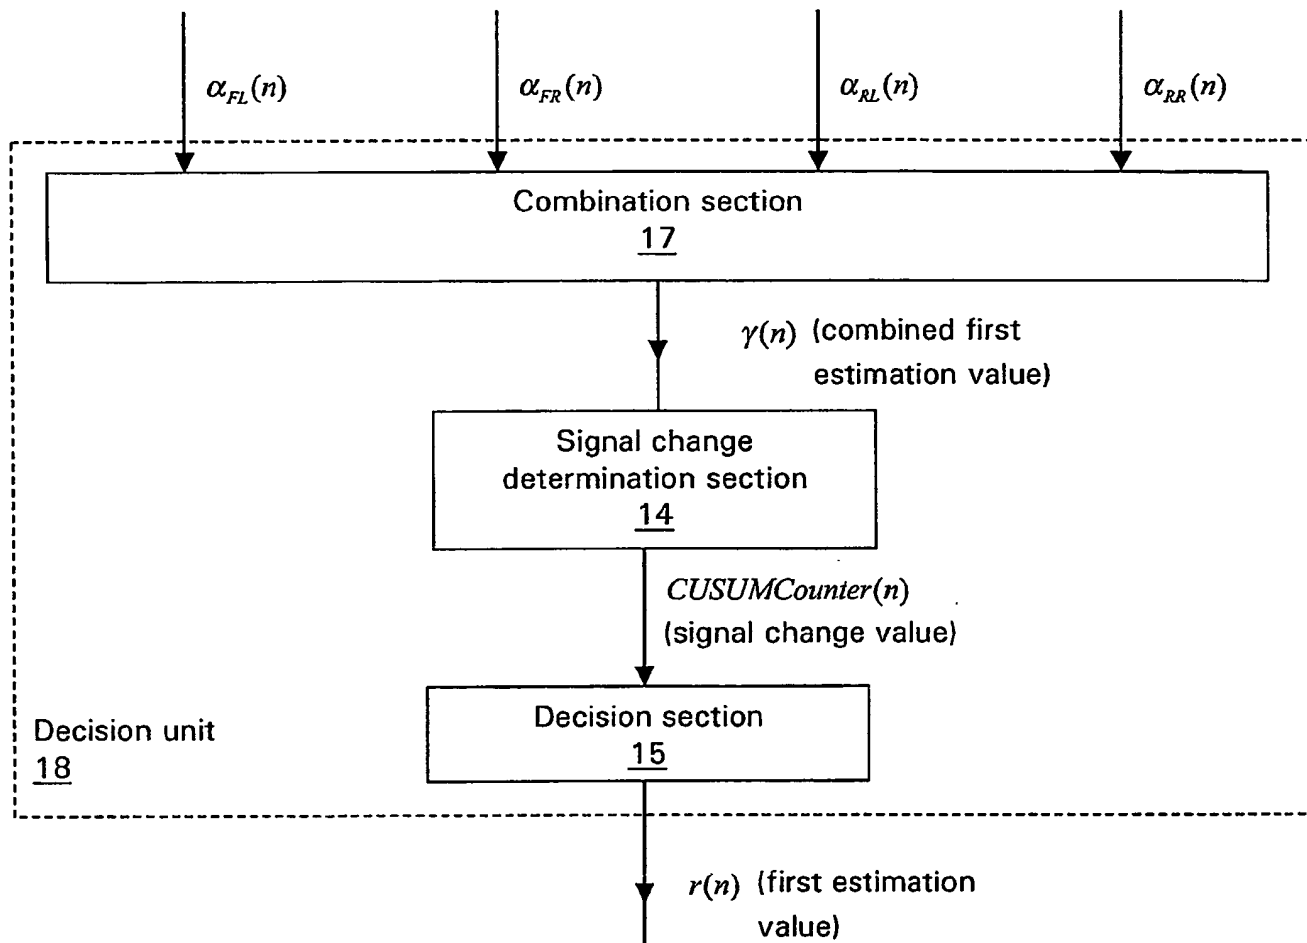 α_FL(n) α_FR(n) α_RL(n) α_RR(n)
Combination section
17
γ(n) (combined first
estimation value)
Signal change
determination section
14
CUSUMCounter(n)
(signal change value)
Decision section
15
Decision unit
18
r(n) (first estimation
value)